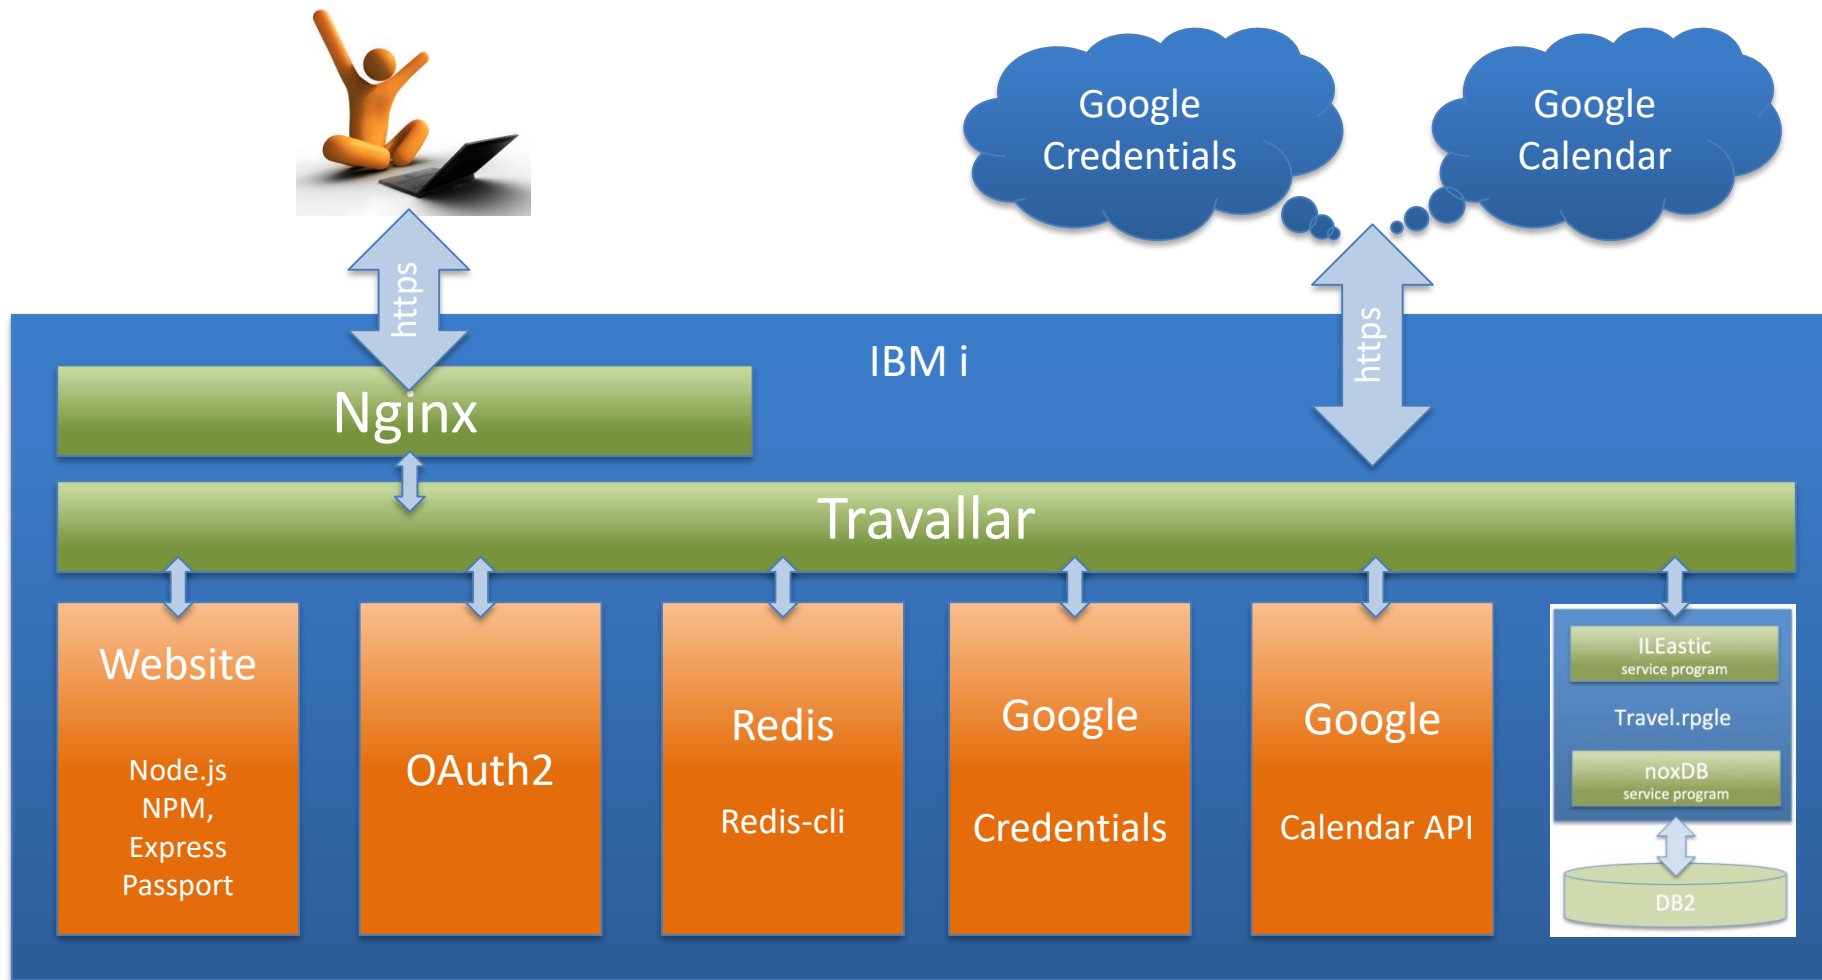 Google
Credentials
Google
Calendar
https
https
IBM i
Nginx
Travallar
Website
Node.js
NPM,
Express
Passport
OAuth2
Redis
Redis-cli
Google
Credentials
Google
Calendar API
ILEastic
service program
Travel.rpgle
noxDB
service program
DB2